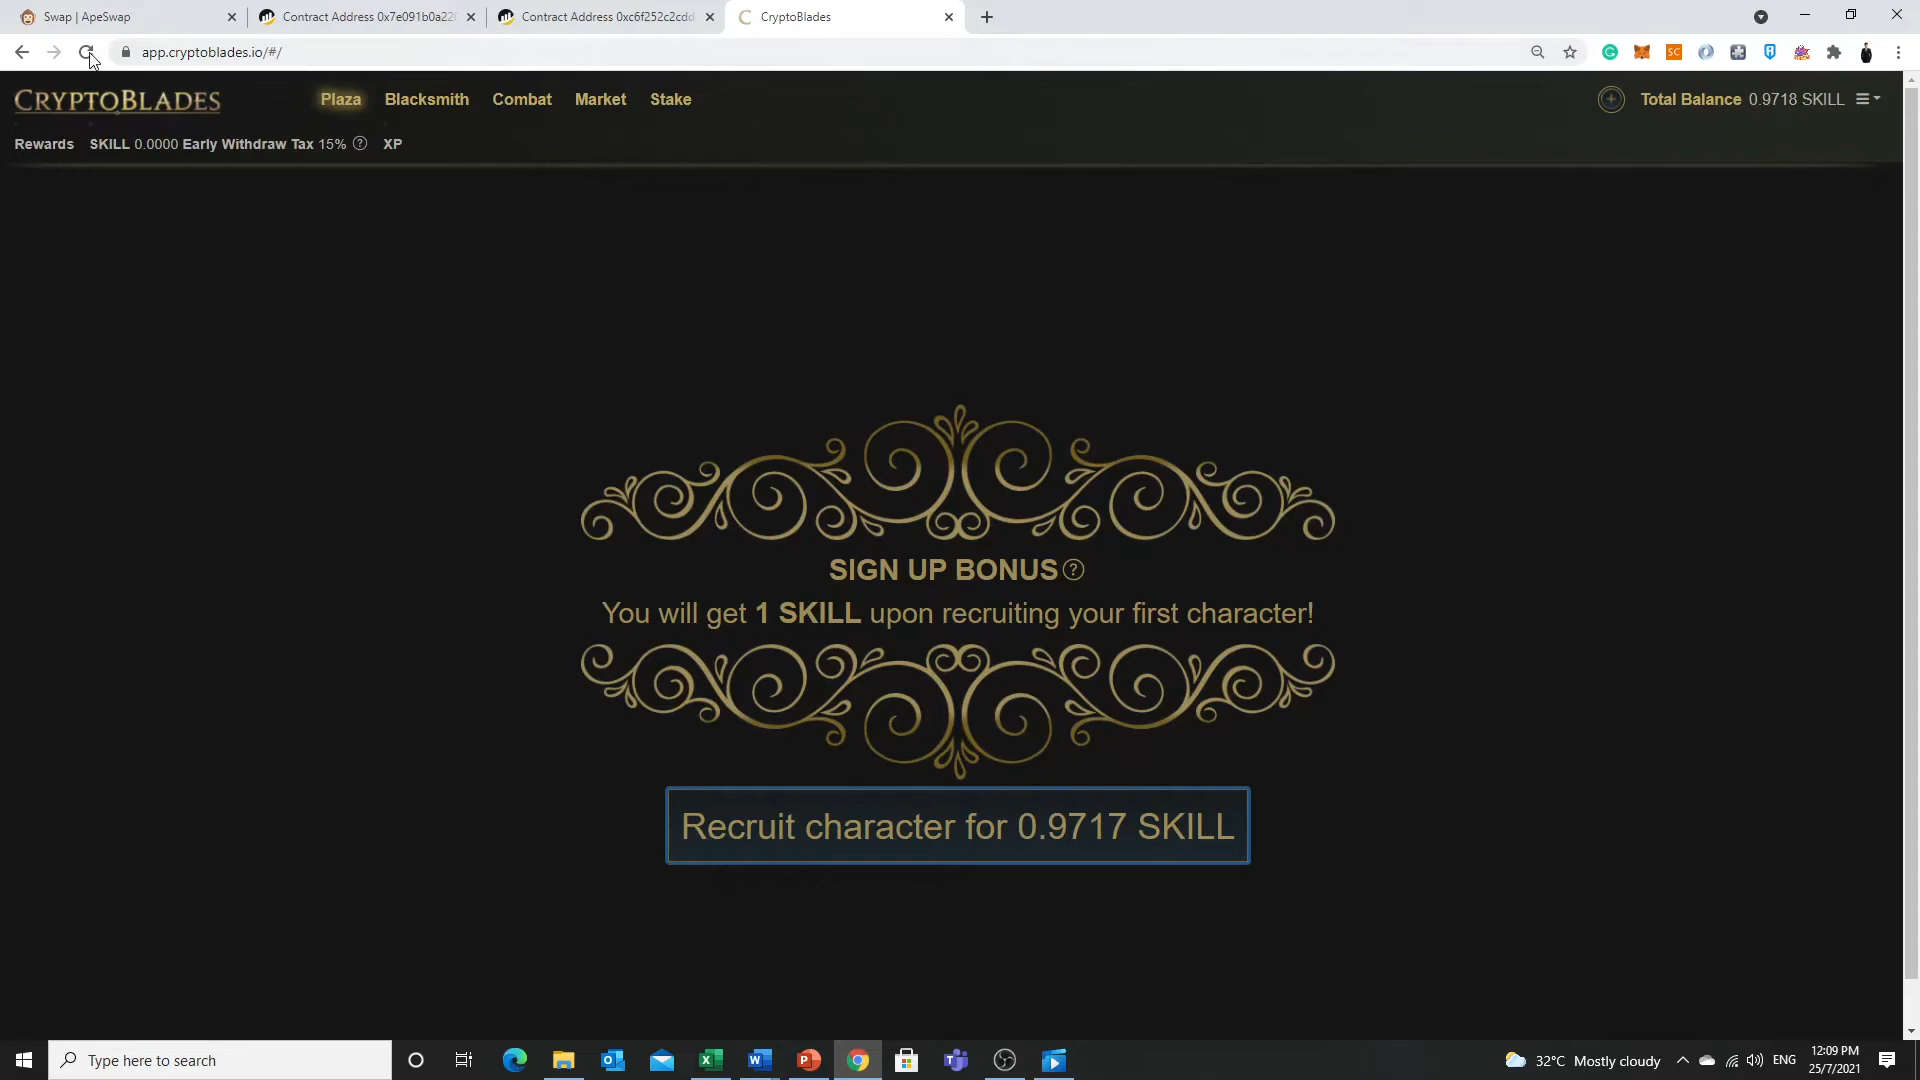 Swap | ApeSwap
Contract Address 0x7e091b0a220
Contract Address 0xc6f252c2cdd
CryptoBlades
app.cryptoblades.io/#/
CRYPTOBLADES
Plaza
Blacksmith
Combat
Market
Stake
Total Balance 0.9718 SKILL
Rewards SKILL 0.0000 Early Withdraw Tax 15% ? XP
SIGN UP BONUS ?
You will get 1 SKILL upon recruiting your first character!
Recruit character for 0.9717 SKILL
Type here to search
32°C Mostly cloudy
ENG
12:09 PM
25/7/2021